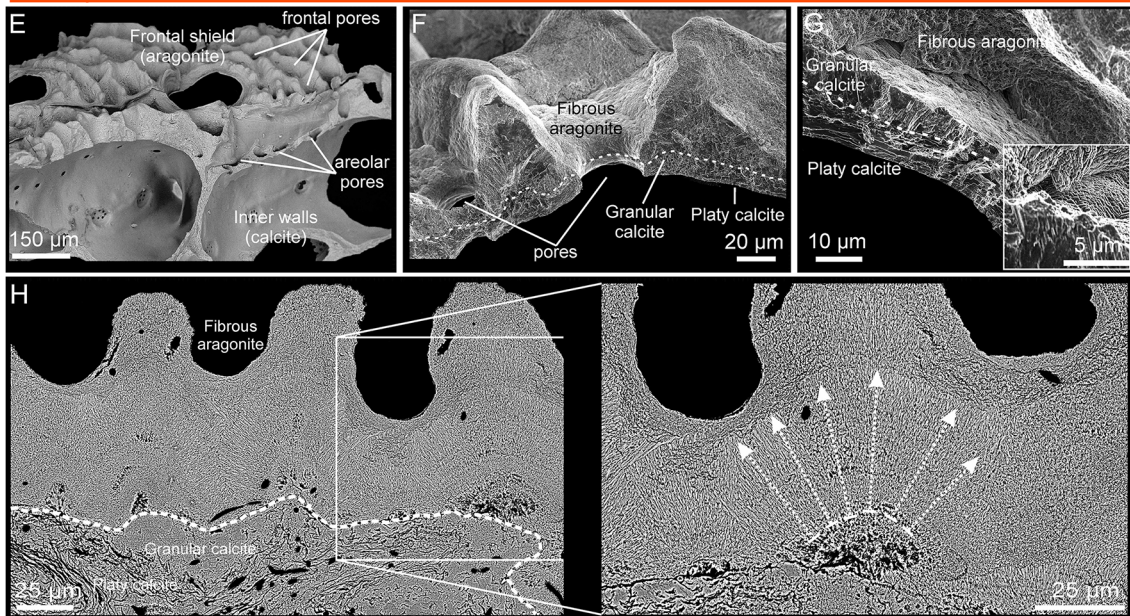 E
frontal pores
Frontal shield
(aragonite)
areolar
pores
Inner walls
(calcite)
150 µm
F
Fibrous
aragonite
Granular
calcite
Platy calcite
pores
20 µm
G
Fibrous aragonite
Granular
calcite
Platy calcite
10 µm
5 µm
H
Fibrous
aragonite
Granular calcite
Platy calcite
25 µm
25 µm